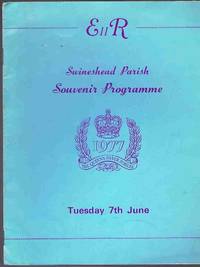 EIIR
Swineshead Parish
Souvenir Programme
1977
Tuesday 7th June